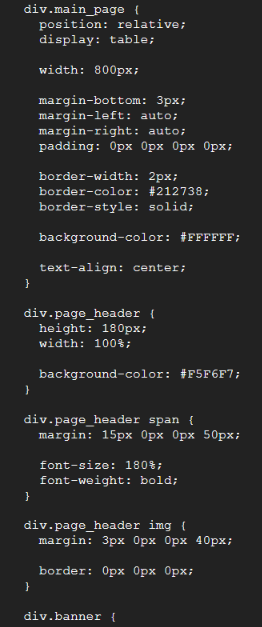 div.main_page {
position: relative;
display: table;
width: 800px;
margin-bottom: 3px;
margin-left: auto;
margin-right: auto;
padding: 0px 0px 0px 0px;
border-width: 2px;
border-color: #212738;
border-style: solid;
background-color: #FFFFFF;
text-align: center;
}
div.page_header {
height: 180px;
width: 100%;
background-color: #F5F6F7;
}
div.page_header span {
margin: 15px 0px 0px 50px;
font-size: 180%;
font-weight: bold;
}
div.page_header img {
margin: 3px 0px 0px 40px;
border: 0px 0px 0px;
}
div.banner {